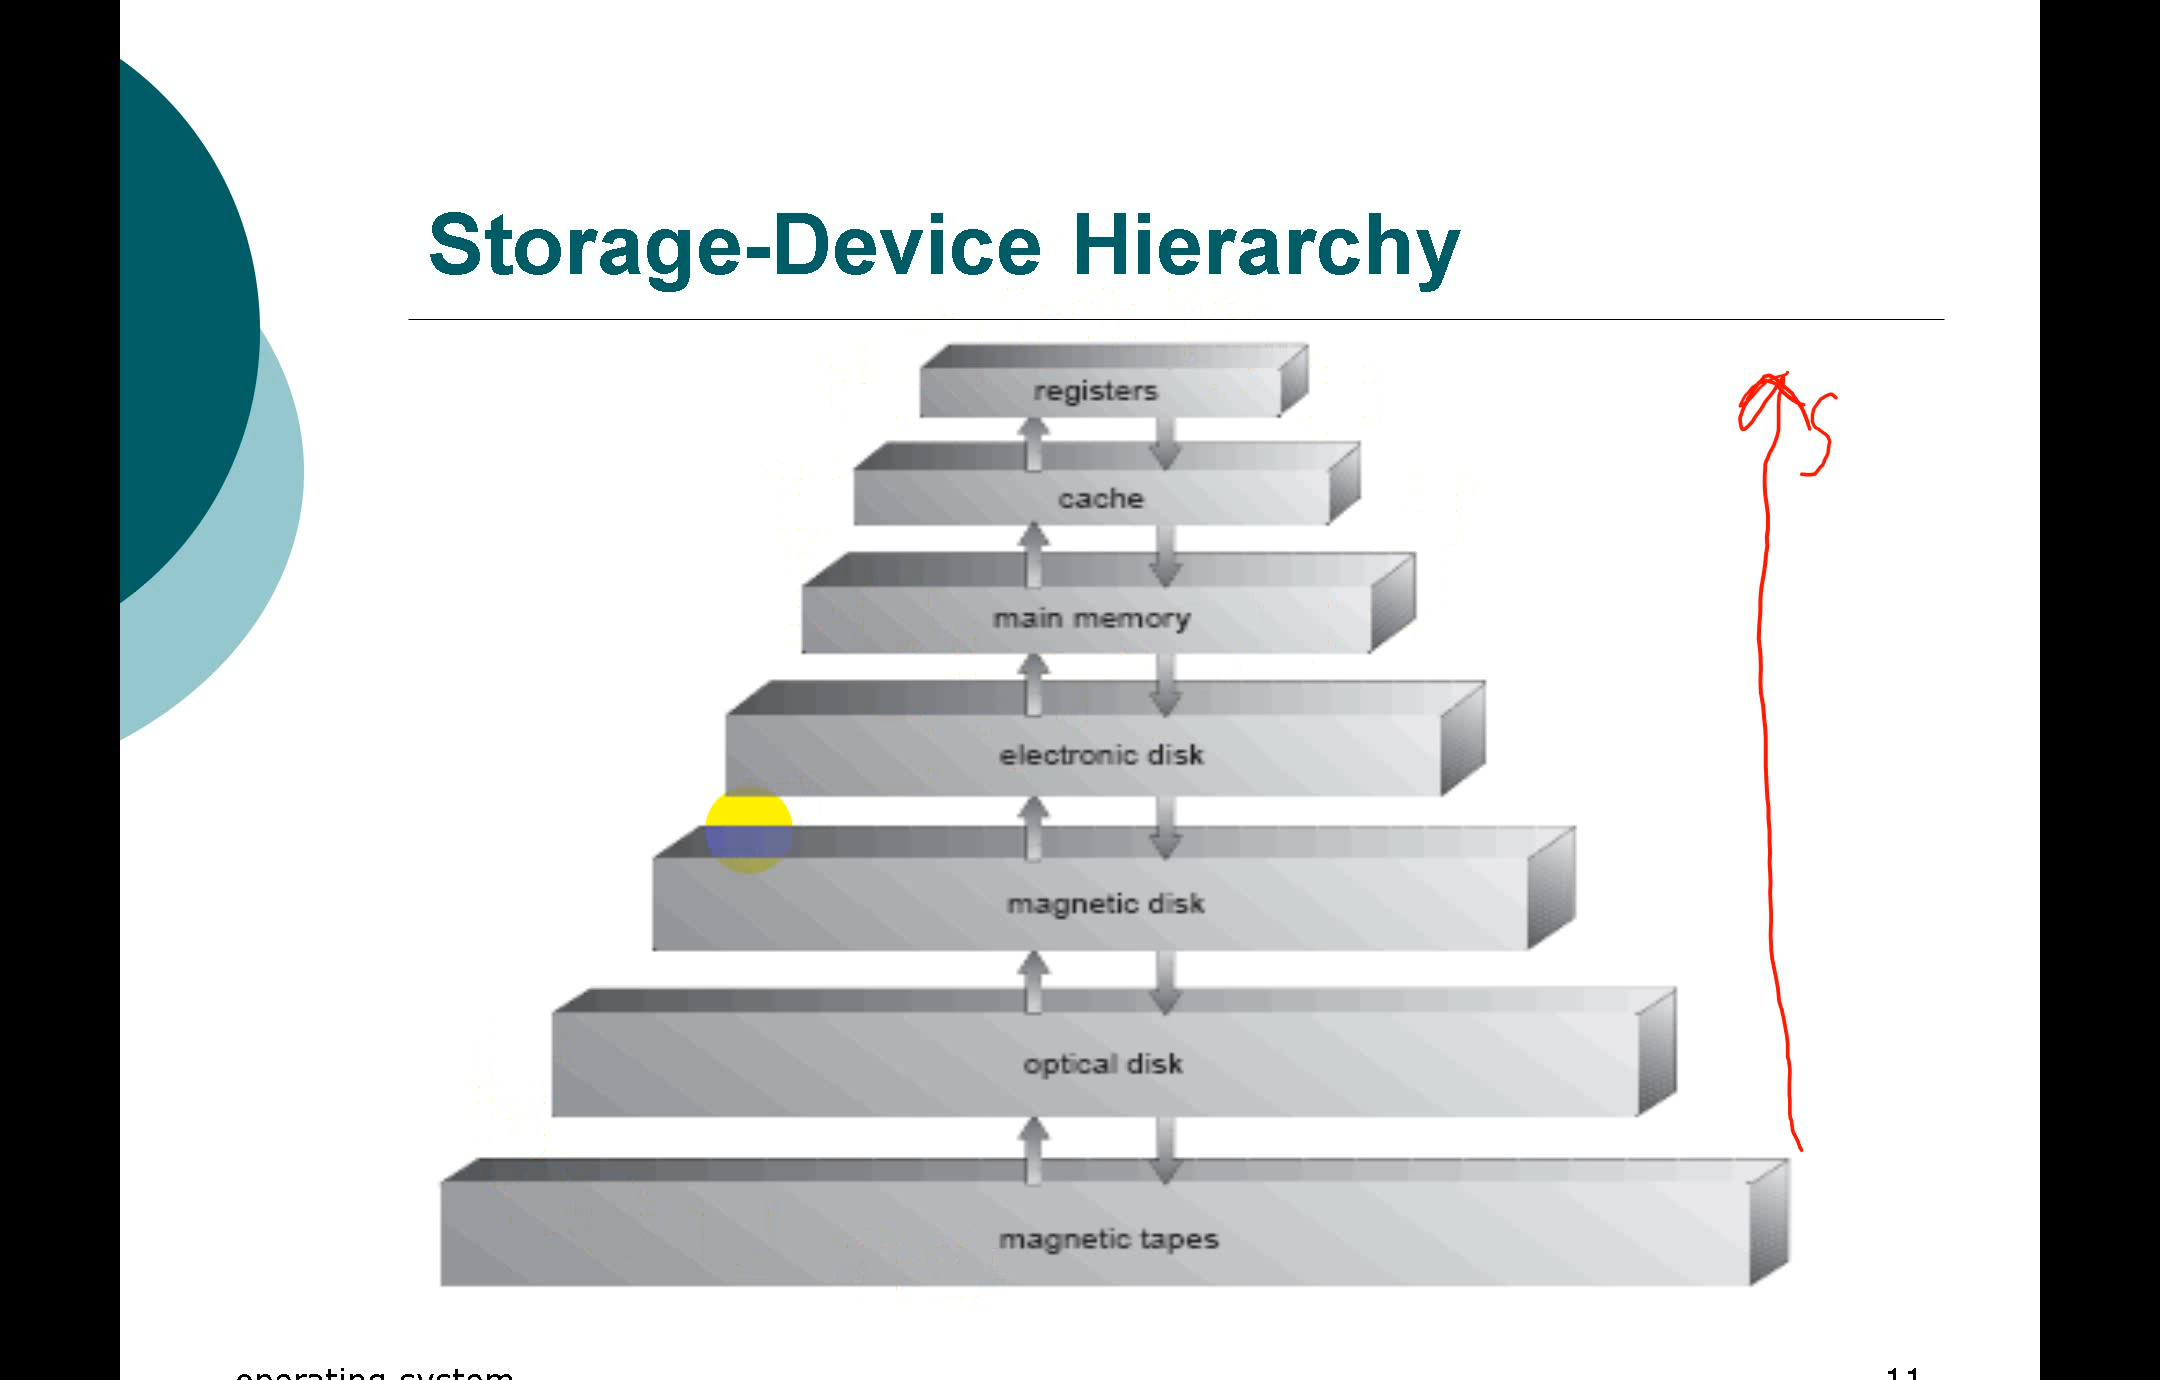 Storage-Device Hierarchy
registers
S
cache
main memory
electronic disk
magnetic disk
optical disk
magnetic tapes
operating system
11